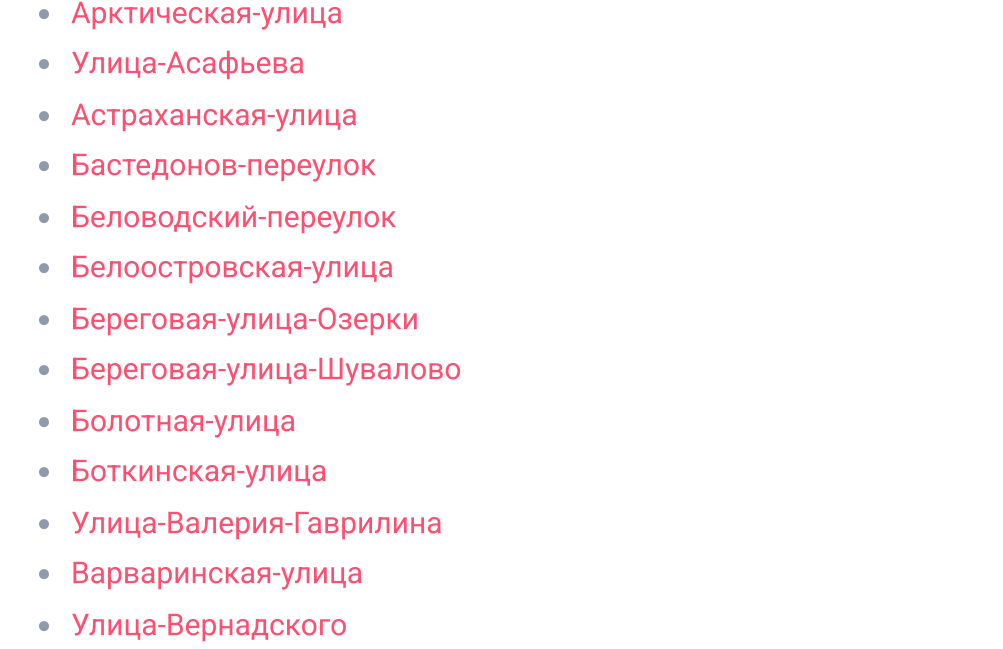 Арктическая-улица
Улица-Асафьева
Астраханская-улица
Бастедонов-переулок
Беловодский-переулок
Белоостровская-улица
Береговая-улица-Озерки
Береговая-улица-Шувалово
Болотная-улица
Боткинская-улица
Улица-Валерия-Гаврилина
Варваринская-улица
Улица-Вернадского